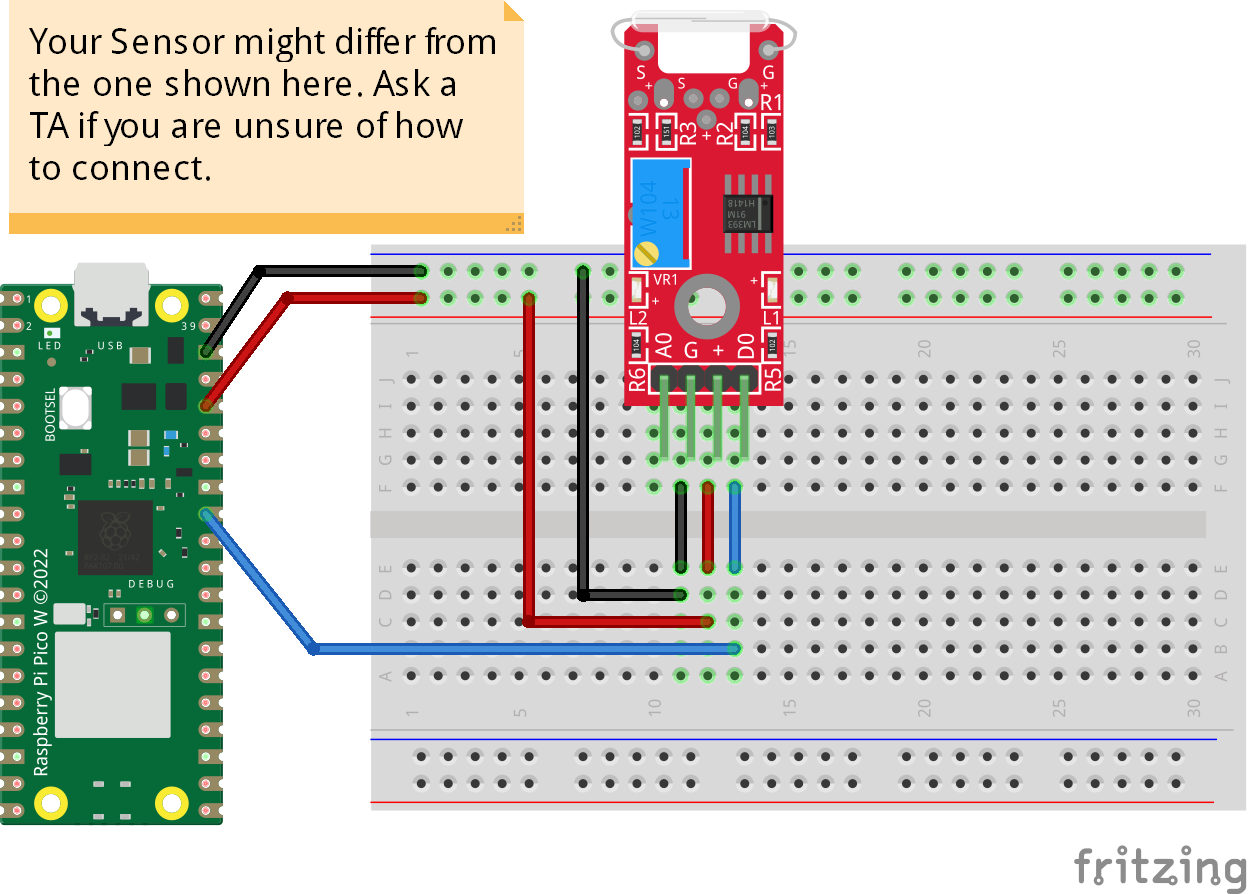 Your Sensor might differ from
the one shown here. Ask a
TA if you are unsure of how
to connect.
S G
+ S G +
R1
102 151 R3 + R2 104 103
W104
13
LM393
91M
H1418
VR1
+ +
L2 L1
104 A0 G + D0 102
R6 R5
1
2 39
LED USB
BOOTSEL
DEBUG
Raspberry Pi Pico W ©2022
1 5 15 20 25 30
J J
I I
H H
G G
F F
E E
D D
C C
B B
A A
1 5 10 15 20 25 30
fritzing